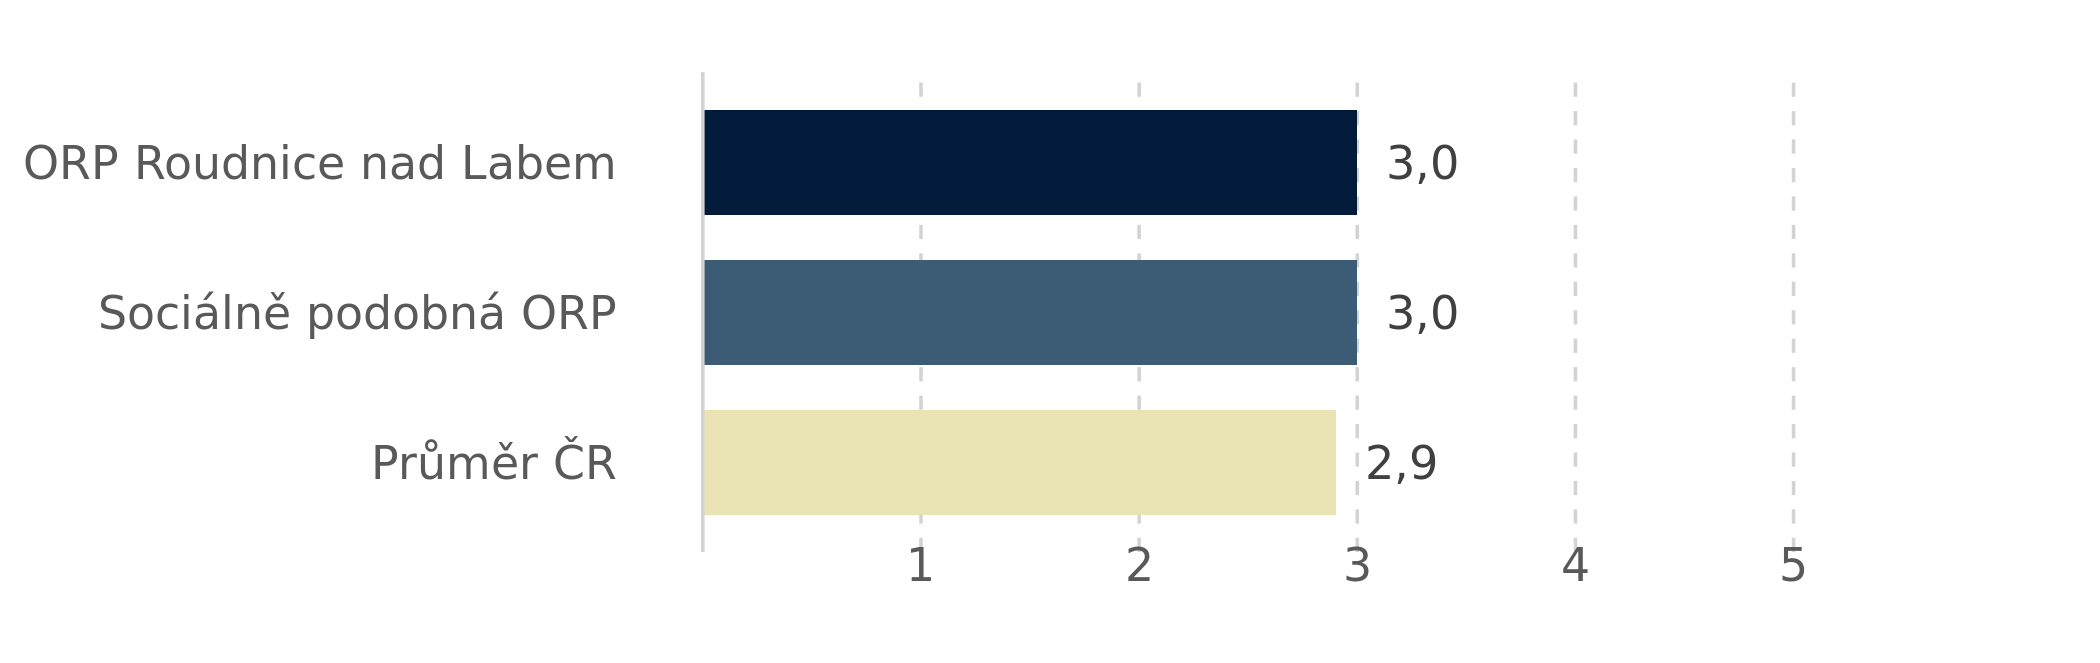 ORP Roudnice nad Labem 3,0
Sociálně podobná ORP 3,0
Průměr ČR 2,9
1 2 3 4 5